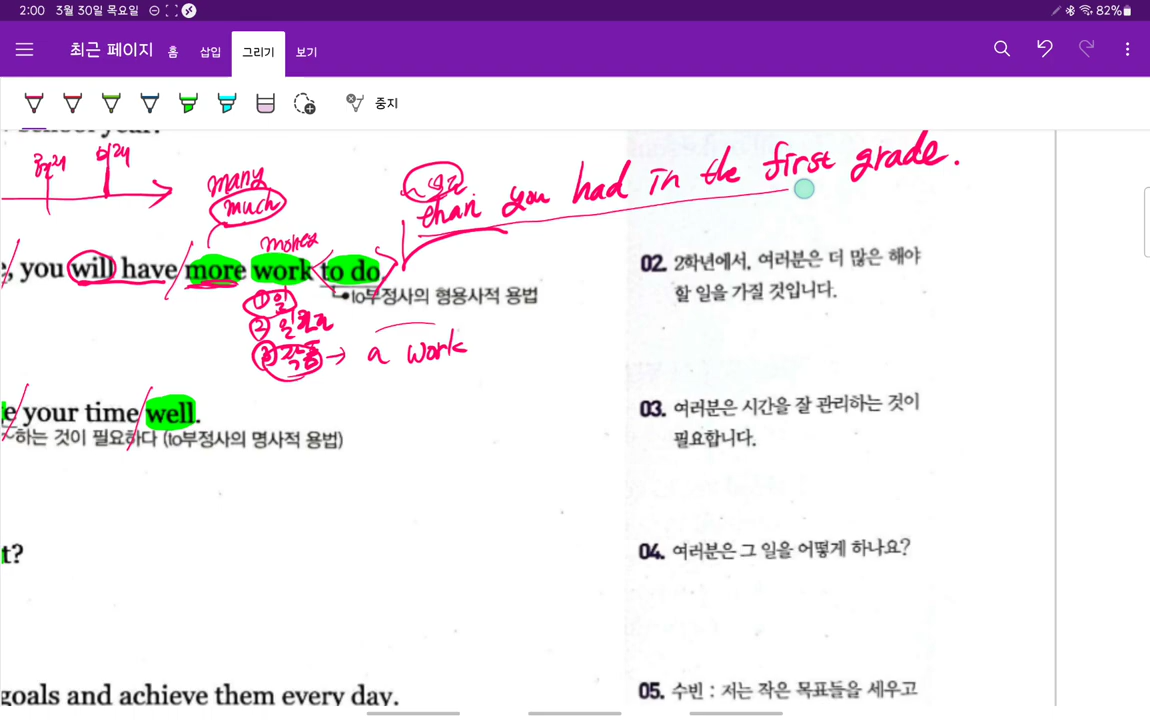 2:00 3월 30일 목요일 82%
최근 페이지 홈 삽입 그리기 보기
중지
school year.
현재 미래
many
much
than you had in the first grade.
money
, you will have / more work to do.
to부정사의 형용사적 용법
① 일
②
③ 작품 → a work
e your time / well.
~하는 것이 필요하다 (to부정사의 명사적 용법)
t?
goals and achieve them every day.
02. 2학년에서, 여러분은 더 많은 해야
할 일을 가질 것입니다.
03. 여러분은 시간을 잘 관리하는 것이
필요합니다.
04. 여러분은 그 일을 어떻게 하나요?
05. 수빈 : 저는 작은 목표들을 세우고